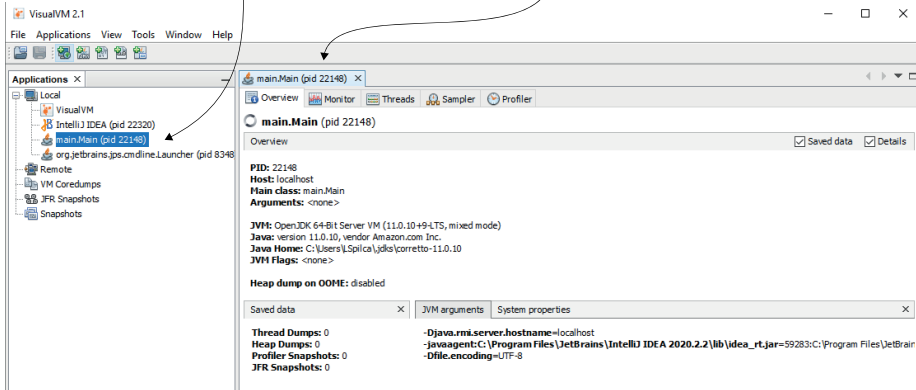 VisualVM 2.1
File Applications View Tools Window Help
Applications ×
Local
VisualVM
IntelliJ IDEA (pid 22320)
main.Main (pid 22148)
org.jetbrains.jps.cmdline.Launcher (pid 8348
Remote
VM Coredumps
JFR Snapshots
Snapshots
main.Main (pid 22148) ×
Overview Monitor Threads Sampler Profiler
main.Main (pid 22148)
Overview Saved data Details
PID: 22148
Host: localhost
Main class: main.Main
Arguments: <none>
JVM: OpenJDK 64-Bit Server VM (11.0.10+9-LTS, mixed mode)
Java: version 11.0.10, vendor Amazon.com Inc.
Java Home: C:\Users\LSpilca\.jdks\corretto-11.0.10
JVM Flags: <none>
Heap dump on OOME: disabled
Saved data ×
Thread Dumps: 0
Heap Dumps: 0
Profiler Snapshots: 0
JFR Snapshots: 0
JVM arguments System properties ×
-Djava.rmi.server.hostname=localhost
-javaagent:C:\Program Files\JetBrains\IntelliJ IDEA 2020.2.2\lib\idea_rt.jar=59283:C:\Program Files\JetBrain
-Dfile.encoding=UTF-8